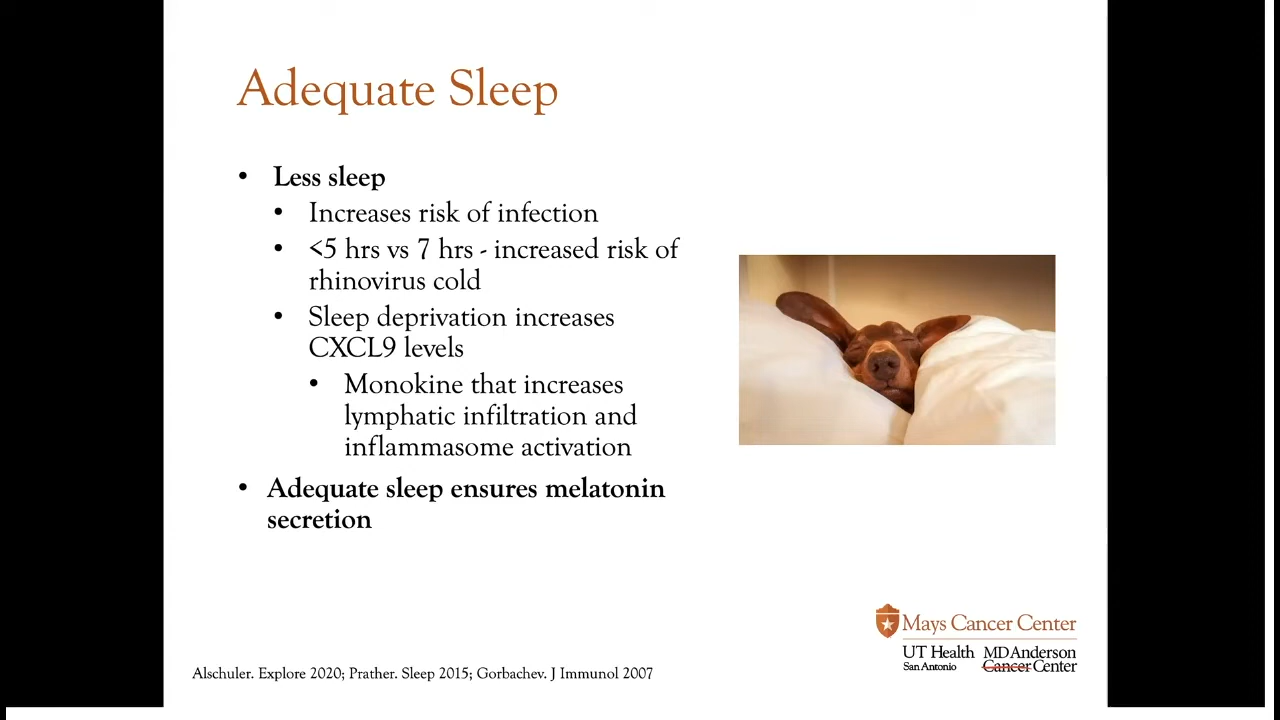 Adequate Sleep
• Less sleep
• Increases risk of infection
• <5 hrs vs 7 hrs - increased risk of
rhinovirus cold
• Sleep deprivation increases
CXCL9 levels
• Monokine that increases
lymphatic infiltration and
inflammasome activation
• Adequate sleep ensures melatonin
secretion
Mays Cancer Center
UT Health MD Anderson
San Antonio Cancer Center
Alschuler. Explore 2020; Prather. Sleep 2015; Gorbachev. J Immunol 2007